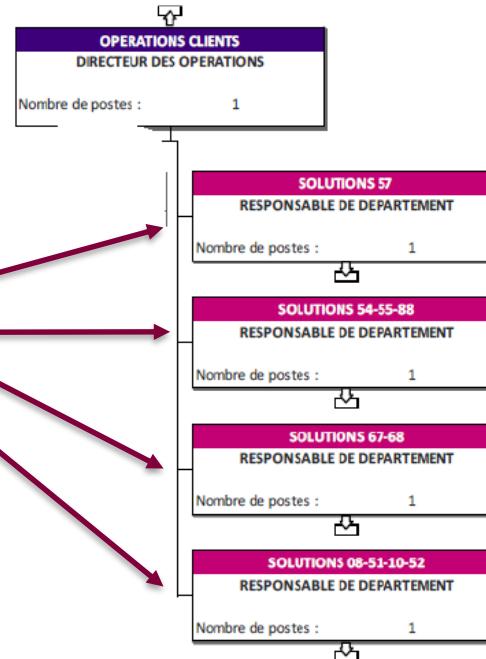 OPERATIONS CLIENTS
DIRECTEUR DES OPERATIONS
Nombre de postes : 1
SOLUTIONS 57
RESPONSABLE DE DEPARTEMENT
Nombre de postes : 1
SOLUTIONS 54-55-88
RESPONSABLE DE DEPARTEMENT
Nombre de postes : 1
SOLUTIONS 67-68
RESPONSABLE DE DEPARTEMENT
Nombre de postes : 1
SOLUTIONS 08-51-10-52
RESPONSABLE DE DEPARTEMENT
Nombre de postes : 1